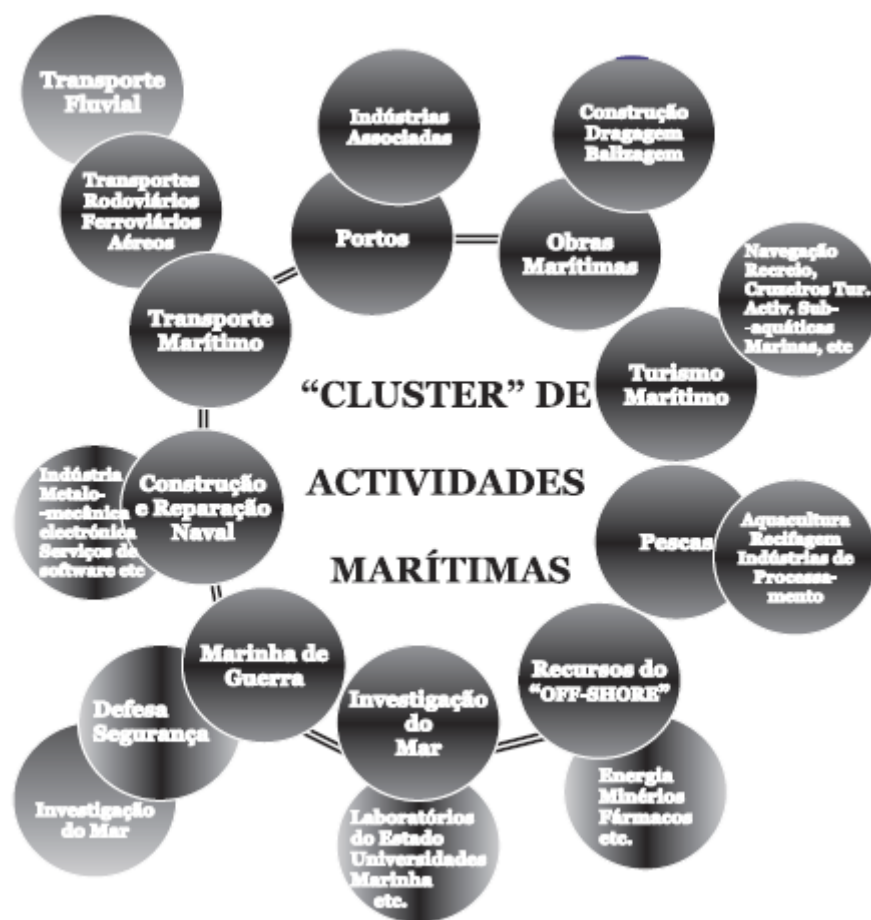 Transporte
Fluvial
Transportes
Rodoviários
Ferroviários
Aéreos
Transporte
Marítimo
Indústrias
Associadas
Portos
Construção
Dragagem
Balizagem
Obras
Marítimas
Navegação
Recreio,
Cruzeiros Tur.
Activ. Sub-
-aquáticas
Marinas, etc
Turismo
Marítimo
“CLUSTER” DE
ACTIVIDADES
MARÍTIMAS
Indústria
Metalo-
-mecânica
electrónica
Serviços de
software etc
Construção
e Reparação
Naval
Pescas
Aquacultura
Recifagem
Indústrias de
Processa-
mento
Marinha de
Guerra
Defesa
Segurança
Investigação
do Mar
Investigação
do
Mar
Laboratórios
do Estado
Universidades
Marinha
etc.
Recursos do
“OFF-SHORE”
Energia
Minérios
Fármacos
etc.